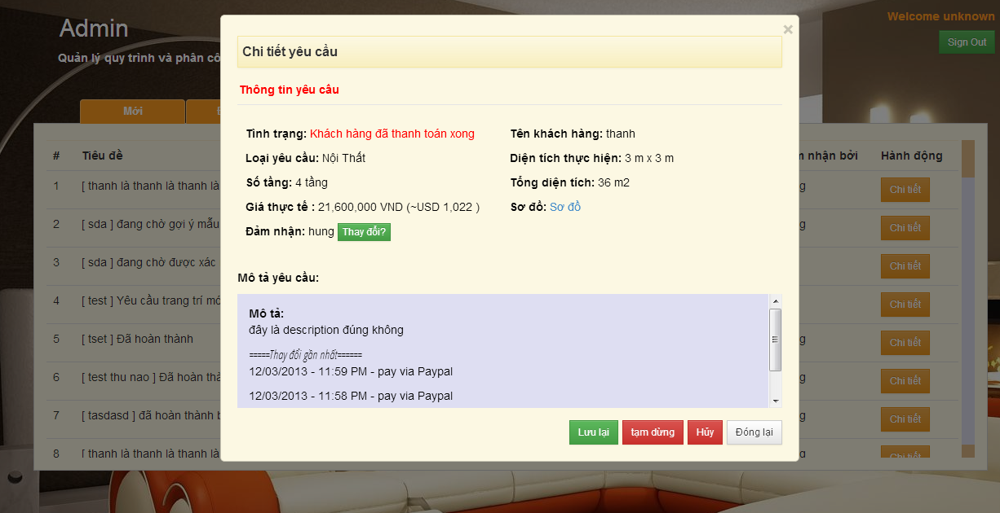 Admin
Welcome unknown
Sign Out
Quản lý quy trình và phân cô
×
Chi tiết yêu cầu
Thông tin yêu cầu
Tình trạng: Khách hàng đã thanh toán xong
Tên khách hàng: thanh
Loại yêu cầu: Nội Thất
Diện tích thực hiện: 3 m x 3 m
Số tầng: 4 tầng
Tổng diện tích: 36 m2
Giá thực tế : 21,600,000 VND (~USD 1,022 )
Sơ đồ: Sơ đồ
Đảm nhận: hung Thay đổi?
Mô tả yêu cầu:
Mô tả:
đây là description đúng không
=====Thay đổi gần nhất======
12/03/2013 - 11:59 PM - pay via Paypal
12/03/2013 - 11:58 PM - pay via Paypal
Lưu lại
tạm dừng
Hủy
Đóng lại
Mới
# Tiêu đề nhận bởi Hành động
1 [ thanh là thanh là thanh là g Chi tiết
2 [ sda ] đang chờ gợi ý mẫu g Chi tiết
3 [ sda ] đang chờ được xác g Chi tiết
4 [ test ] Yêu cầu trang trí mớ g Chi tiết
5 [ tset ] Đã hoàn thành g Chi tiết
6 [ test thu nao ] Đã hoàn thà g Chi tiết
7 [ tasdasd ] đã hoàn thành g Chi tiết
8 [ thanh là thanh là thanh là g Chi tiết